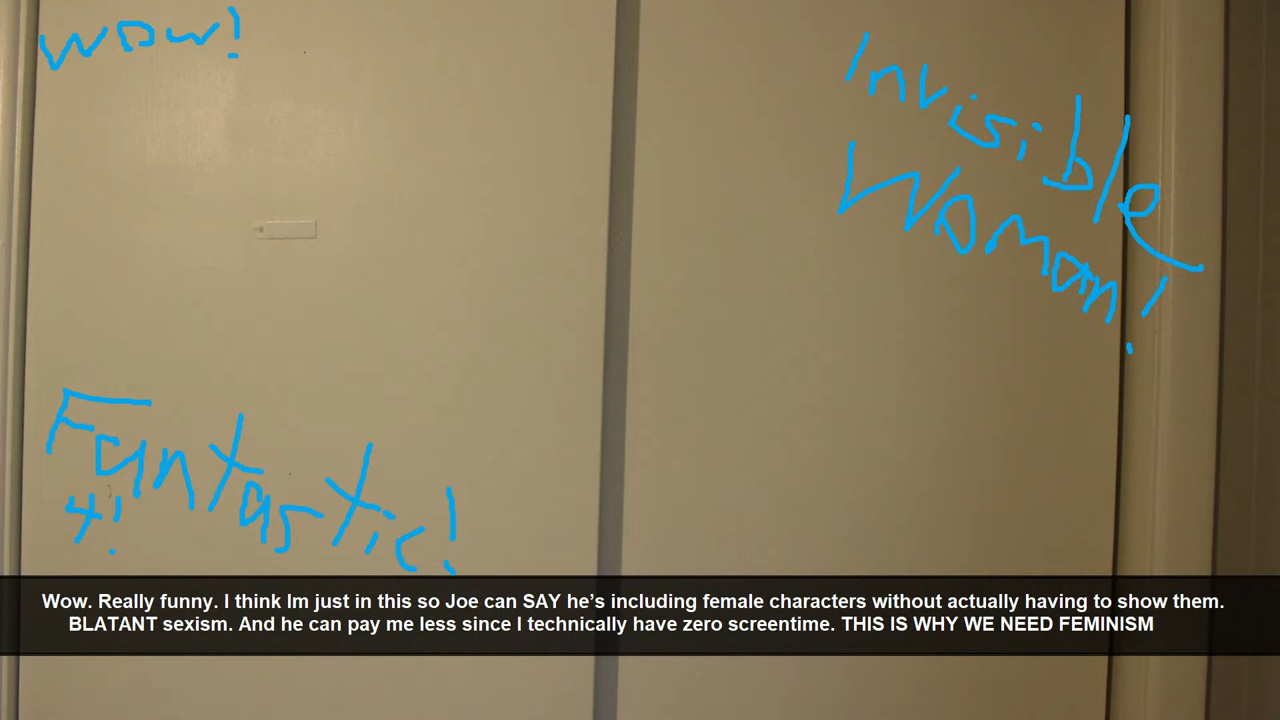 wow!
Invisible
Woman!
Fantastic!
4!
Wow. Really funny. I think Im just in this so Joe can SAY he’s including female characters without actually having to show them.
BLATANT sexism. And he can pay me less since I technically have zero screentime. THIS IS WHY WE NEED FEMINISM